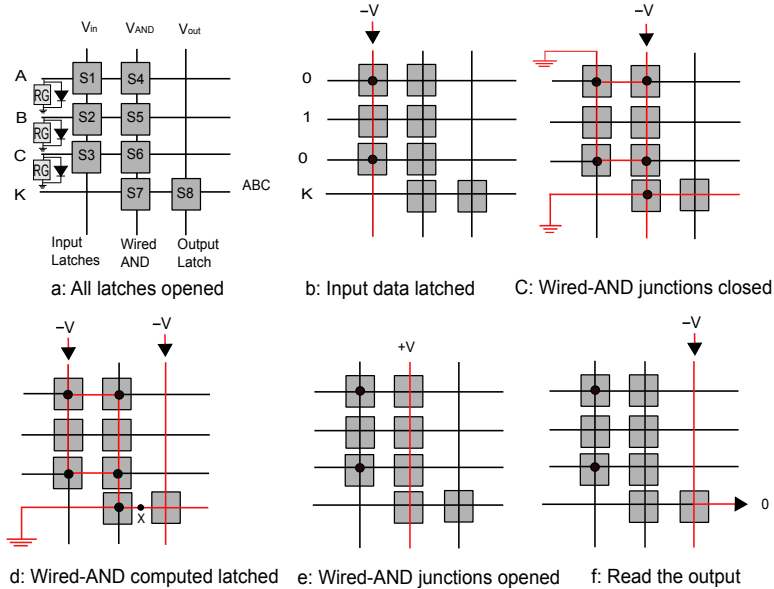 Vin VAND Vout
A S1 S4
RG
B S2 S5
RG
C S3 S6
RG
K S7 S8 ABC
Input Latches
Wired AND
Output Latch
a: All latches opened
–V
0
1
0
K
b: Input data latched
–V
C: Wired-AND junctions closed
–V –V
X
d: Wired-AND computed latched
+V
e: Wired-AND junctions opened
–V
0
f: Read the output